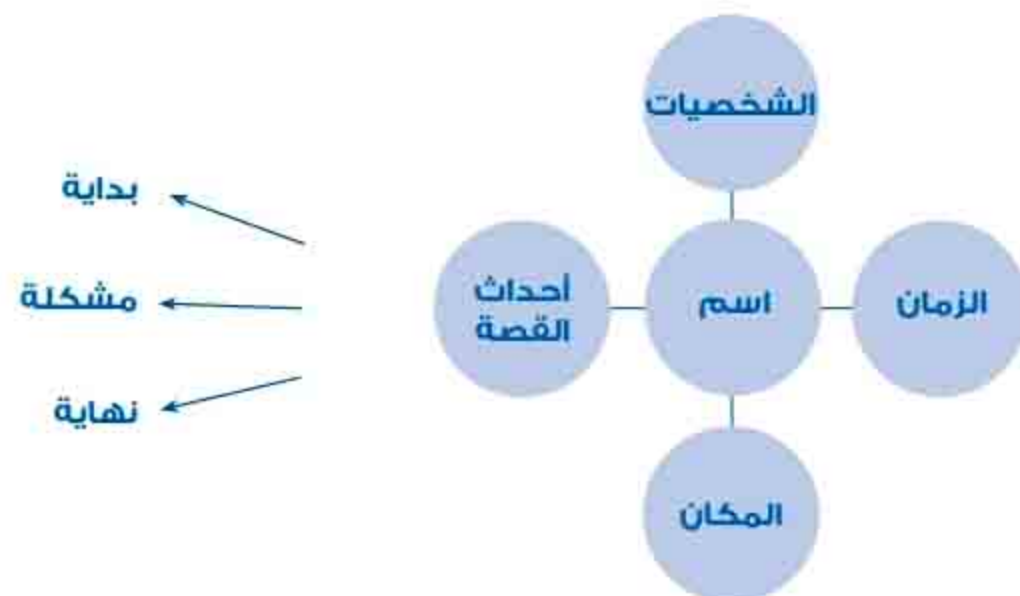 الشخصيات
الزمان
اسم
أحداث
القصة
المكان
بداية
مشكلة
نهاية